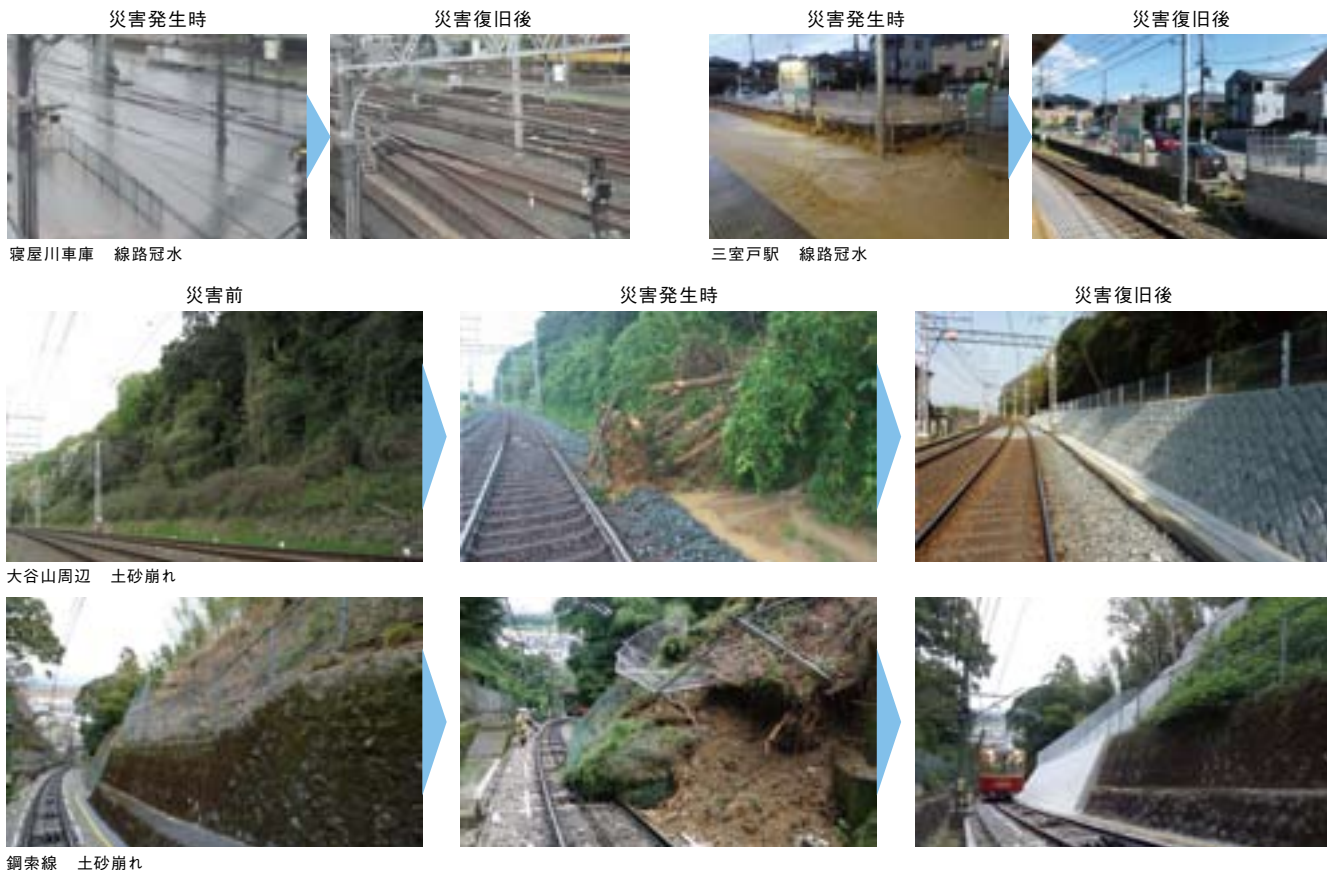 災害発生時
災害復旧後
災害発生時
災害復旧後
寝屋川車庫　線路冠水
三室戸駅　線路冠水
災害前
災害発生時
災害復旧後
大谷山周辺　土砂崩れ
鋼索線　土砂崩れ